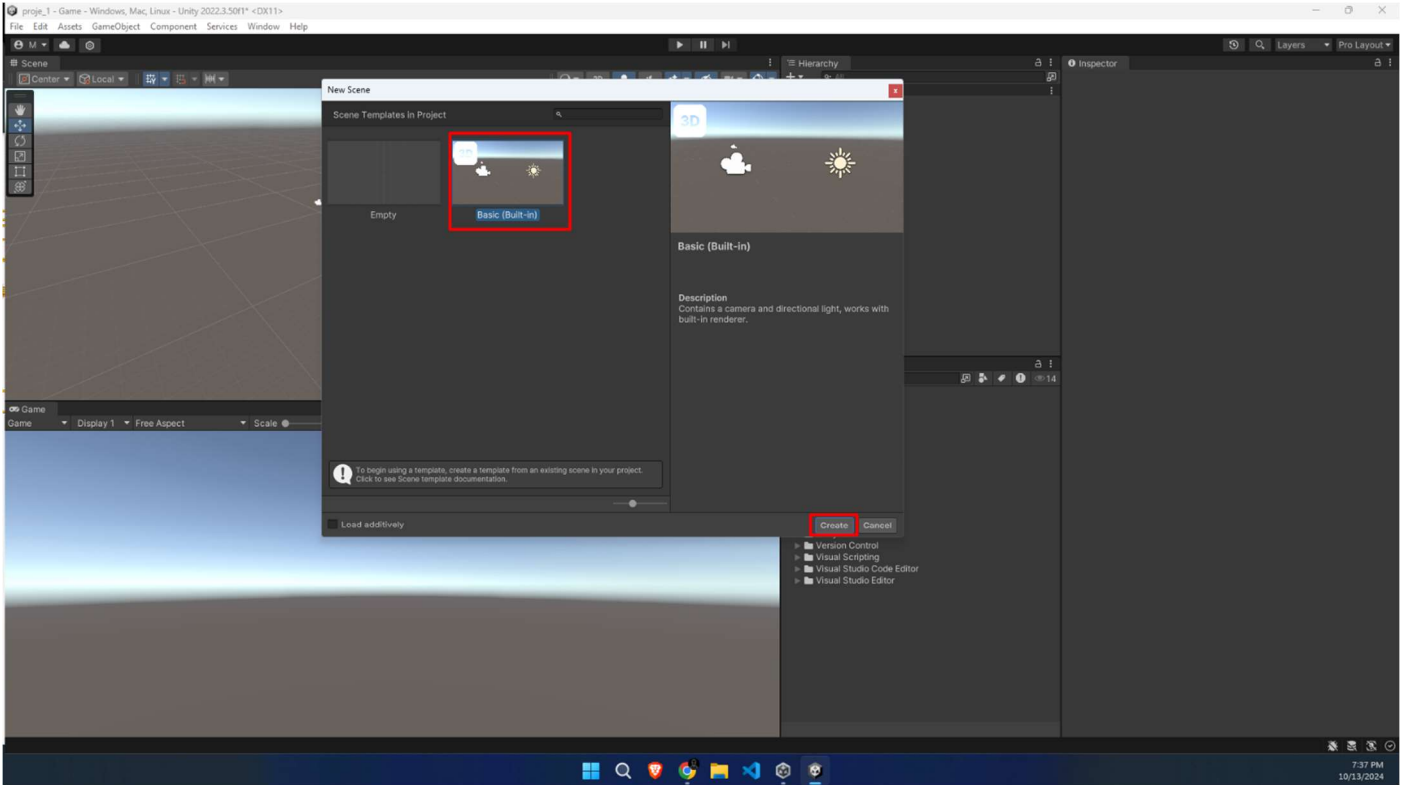 proje_1 - Game - Windows, Mac, Linux - Unity 2022.3.50f1* <DX11>
File Edit Assets GameObject Component Services Window Help
M
Layers
Pro Layout
Scene
Hierarchy
Inspector
Center
Local
New Scene
Scene Templates in Project
3D
3D
Empty
Basic (Built-in)
Basic (Built-in)
Description
Contains a camera and directional light, works with
built-in renderer.
14
Game
Game
Display 1
Free Aspect
Scale
To begin using a template, create a template from an existing scene in your project.
Click to see Scene template documentation.
Load additively
Create
Cancel
Version Control
Visual Scripting
Visual Studio Code Editor
Visual Studio Editor
7:37 PM
10/13/2024